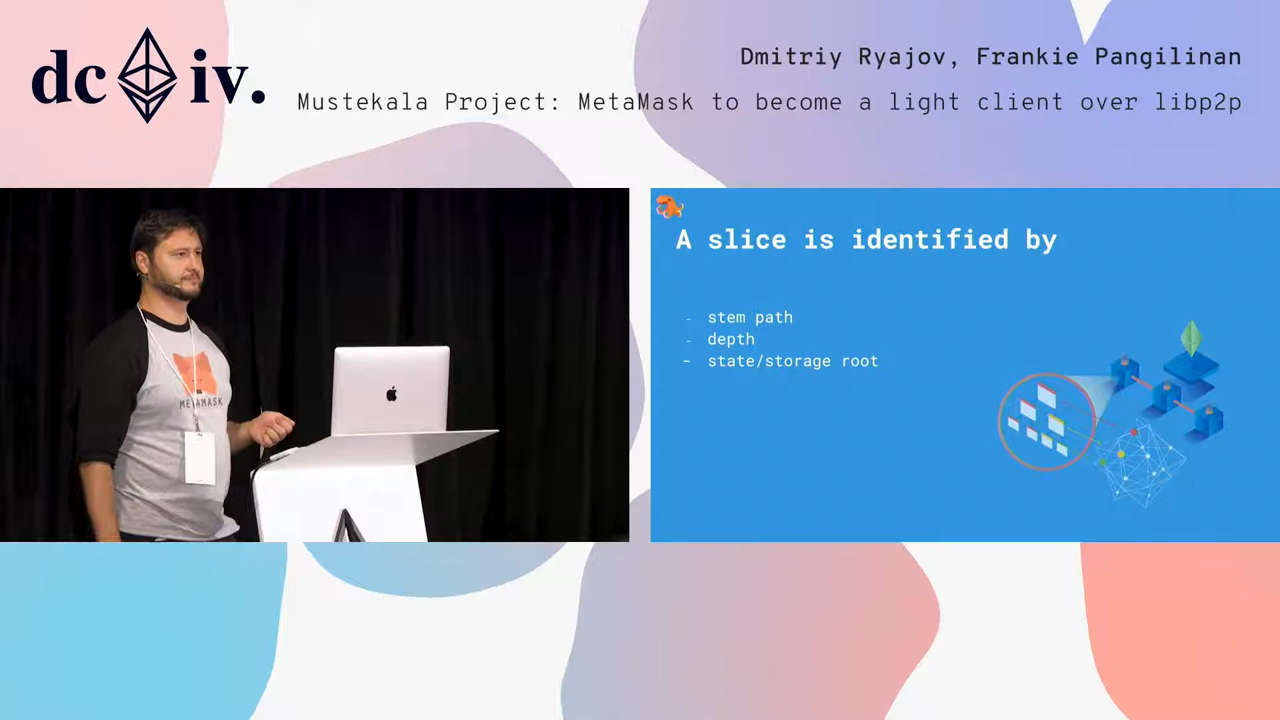 dc iv.
Dmitriy Ryajov, Frankie Pangilinan
Mustekala Project: MetaMask to become a light client over libp2p
METAMASK
A slice is identified by
- stem path
- depth
- state/storage root